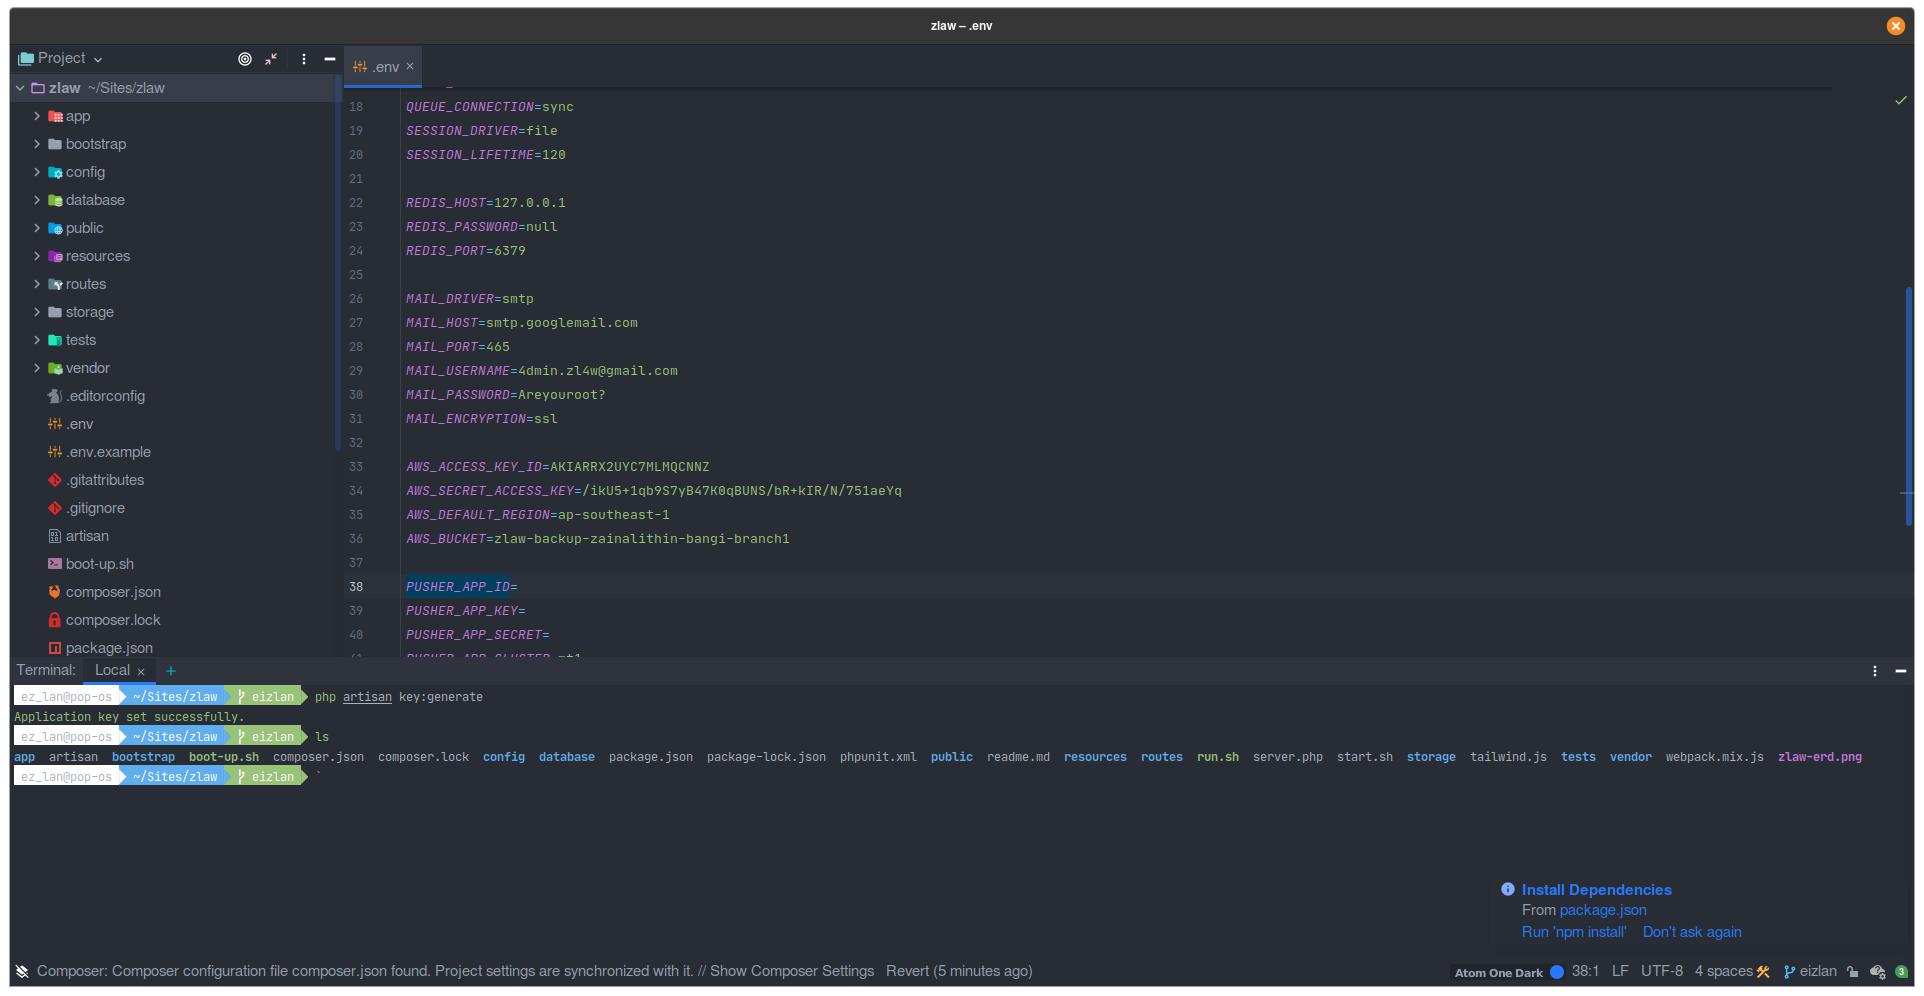 zlaw – .env
Project
.env
zlaw ~/Sites/zlaw
app
bootstrap
config
database
public
resources
routes
storage
tests
vendor
.editorconfig
.env
.env.example
.gitattributes
.gitignore
artisan
boot-up.sh
composer.json
composer.lock
package.json
18 QUEUE_CONNECTION=sync
19 SESSION_DRIVER=file
20 SESSION_LIFETIME=120
21
22 REDIS_HOST=127.0.0.1
23 REDIS_PASSWORD=null
24 REDIS_PORT=6379
25
26 MAIL_DRIVER=smtp
27 MAIL_HOST=smtp.googlemail.com
28 MAIL_PORT=465
29 MAIL_USERNAME=4dmin.zl4w@gmail.com
30 MAIL_PASSWORD=Areyouroot?
31 MAIL_ENCRYPTION=ssl
32
33 AWS_ACCESS_KEY_ID=AKIARRX2UYC7MLMQCNNZ
34 AWS_SECRET_ACCESS_KEY=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
35 AWS_DEFAULT_REGION=ap-southeast-1
36 AWS_BUCKET=zlaw-backup-zainalithin-bangi-branch1
37
38 PUSHER_APP_ID=
39 PUSHER_APP_KEY=
40 PUSHER_APP_SECRET=
41 PUSHER_APP_CLUSTER=mt1
Terminal: Local
ez_lan@pop-os ~/Sites/zlaw eizlan php artisan key:generate
Application key set successfully.
ez_lan@pop-os ~/Sites/zlaw eizlan ls
app artisan bootstrap boot-up.sh composer.json composer.lock config database package.json package-lock.json phpunit.xml public readme.md resources routes run.sh server.php start.sh storage tailwind.js tests vendor webpack.mix.js zlaw-erd.png
ez_lan@pop-os ~/Sites/zlaw eizlan `
Install Dependencies
From package.json
Run 'npm install' Don't ask again
Composer: Composer configuration file composer.json found. Project settings are synchronized with it. // Show Composer Settings Revert (5 minutes ago)
Atom One Dark 38:1 LF UTF-8 4 spaces eizlan 3